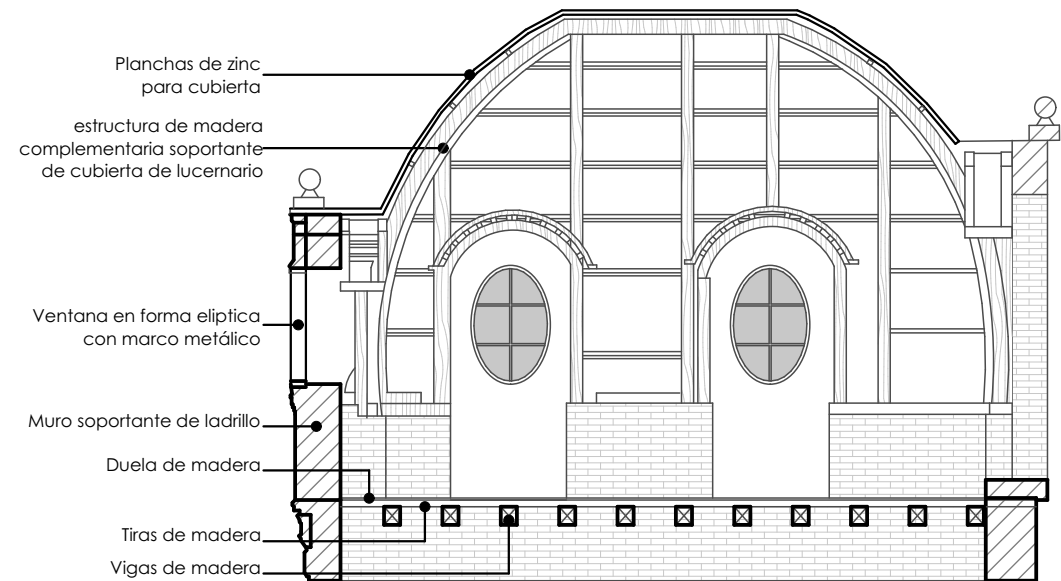 Planchas de zinc
para cubierta
estructura de madera
complementaria soportante
de cubierta de lucernario
Ventana en forma eliptica
con marco metálico
Muro soportante de ladrillo
Duela de madera
Tiras de madera
Vigas de madera